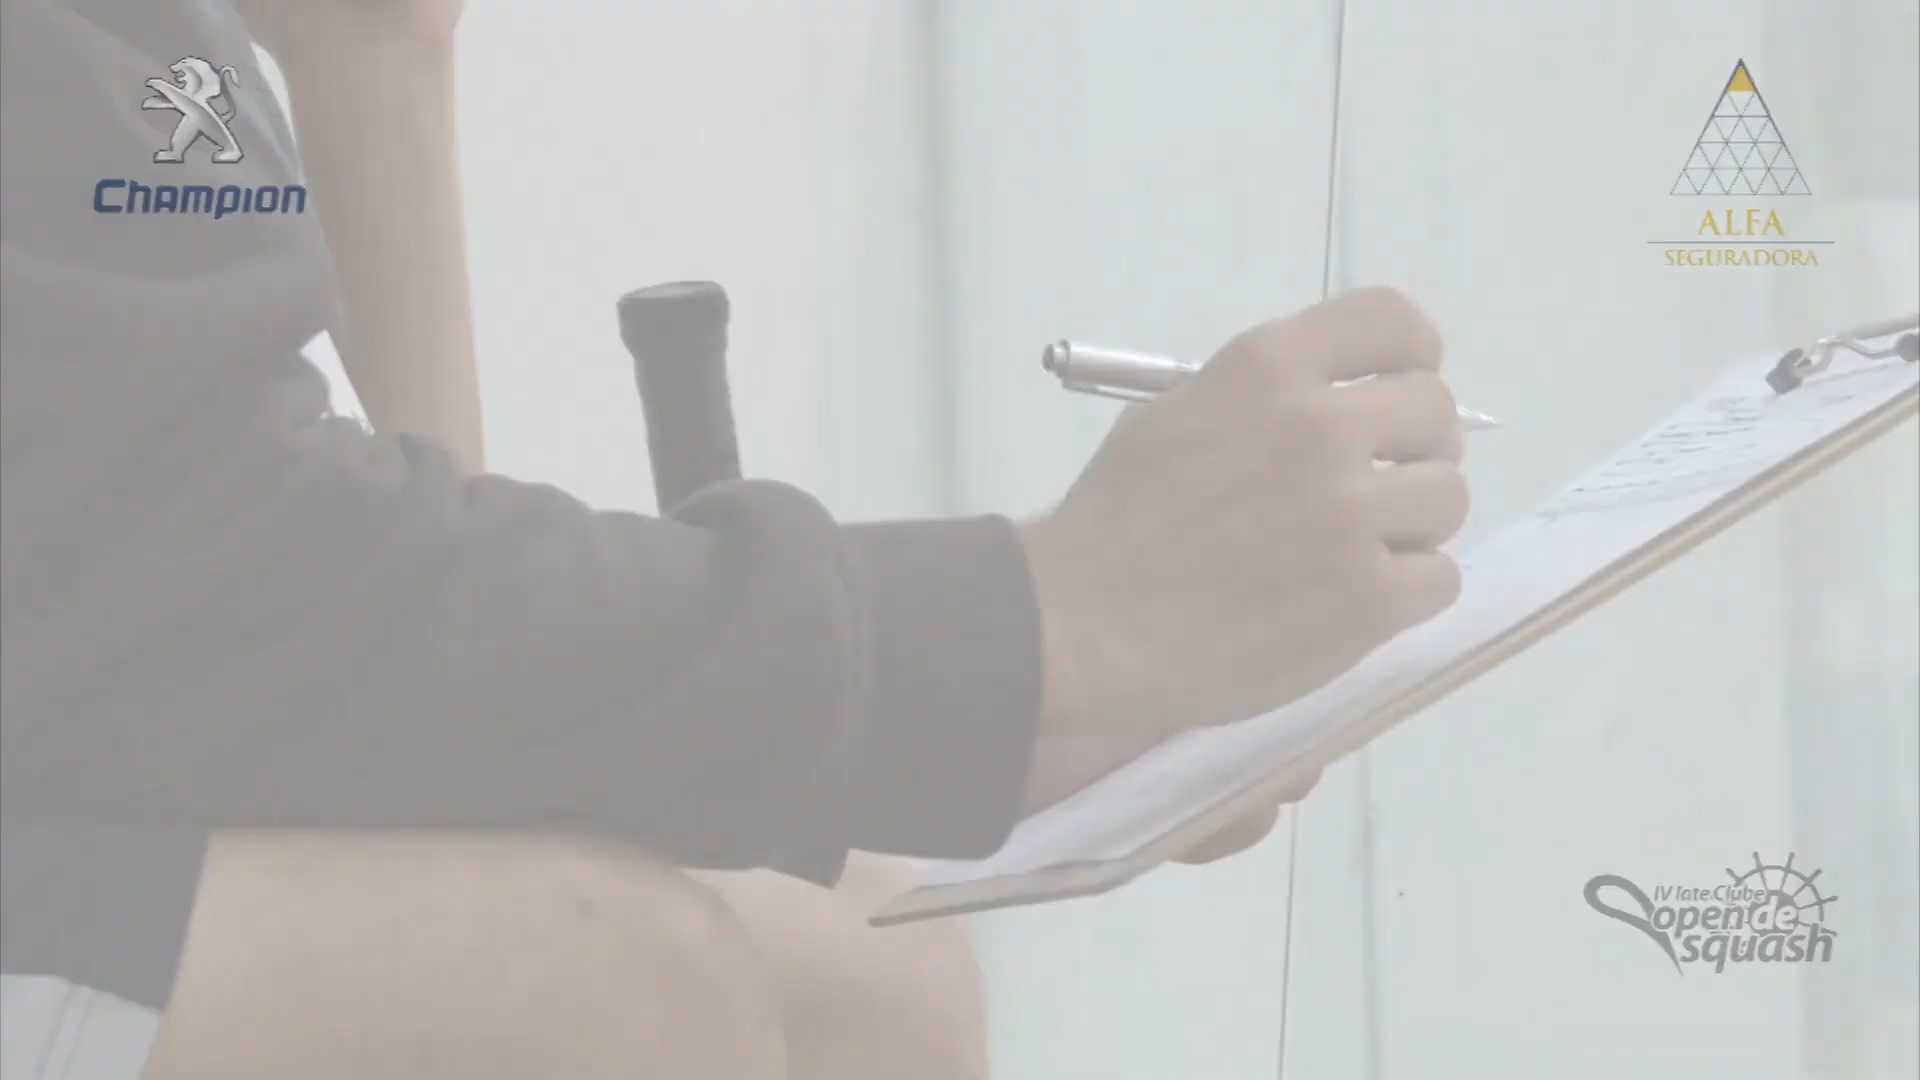 Champion
ALFA
SEGURADORA
IV Iate Clube
open de
squash